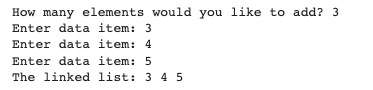 How many elements would you like to add? 3
Enter data item: 3
Enter data item: 4
Enter data item: 5
The linked list: 3 4 5